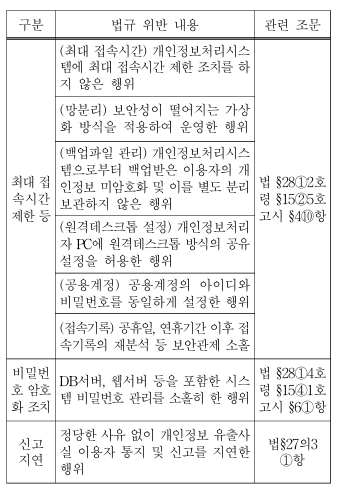 구분 법규 위반 내용 관련 조문
(최대 접속시간) 개인정보처리시스
템에 최대 접속시간 제한 조치를 하
지 않은 행위
(망분리) 보안성이 떨어지는 가상
화 방식을 적용하여 운영한 행위
(백업파일 관리) 개인정보처리시스
템으로부터 백업받은 이용자의 개
인정보 미암호화 및 이를 별도 분리
보관하지 않은 행위
최대 접
속시간
제한 등
법 §28①2호
령 §15②5호
고시 §4⑩항
(원격데스크톱 설정) 개인정보처리
자 PC에 원격데스크톱 방식의 공유
설정을 허용한 행위
(공용계정) 공용계정의 아이디와
비밀번호를 동일하게 설정한 행위
(접속기록) 공휴일, 연휴기간 이후 접
속기록의 재분석 등 보안관제 소홀
비밀번
호 암호
화 조치
DB서버, 웹서버 등을 포함한 시스
템 비밀번호 관리를 소홀히 한 행위
법 §28①4호
령 §15④1호
고시 §6①항
신고
지연
정당한 사유 없이 개인정보 유출사
실 이용자 통지 및 신고를 지연한
행위
법§27의3
①항